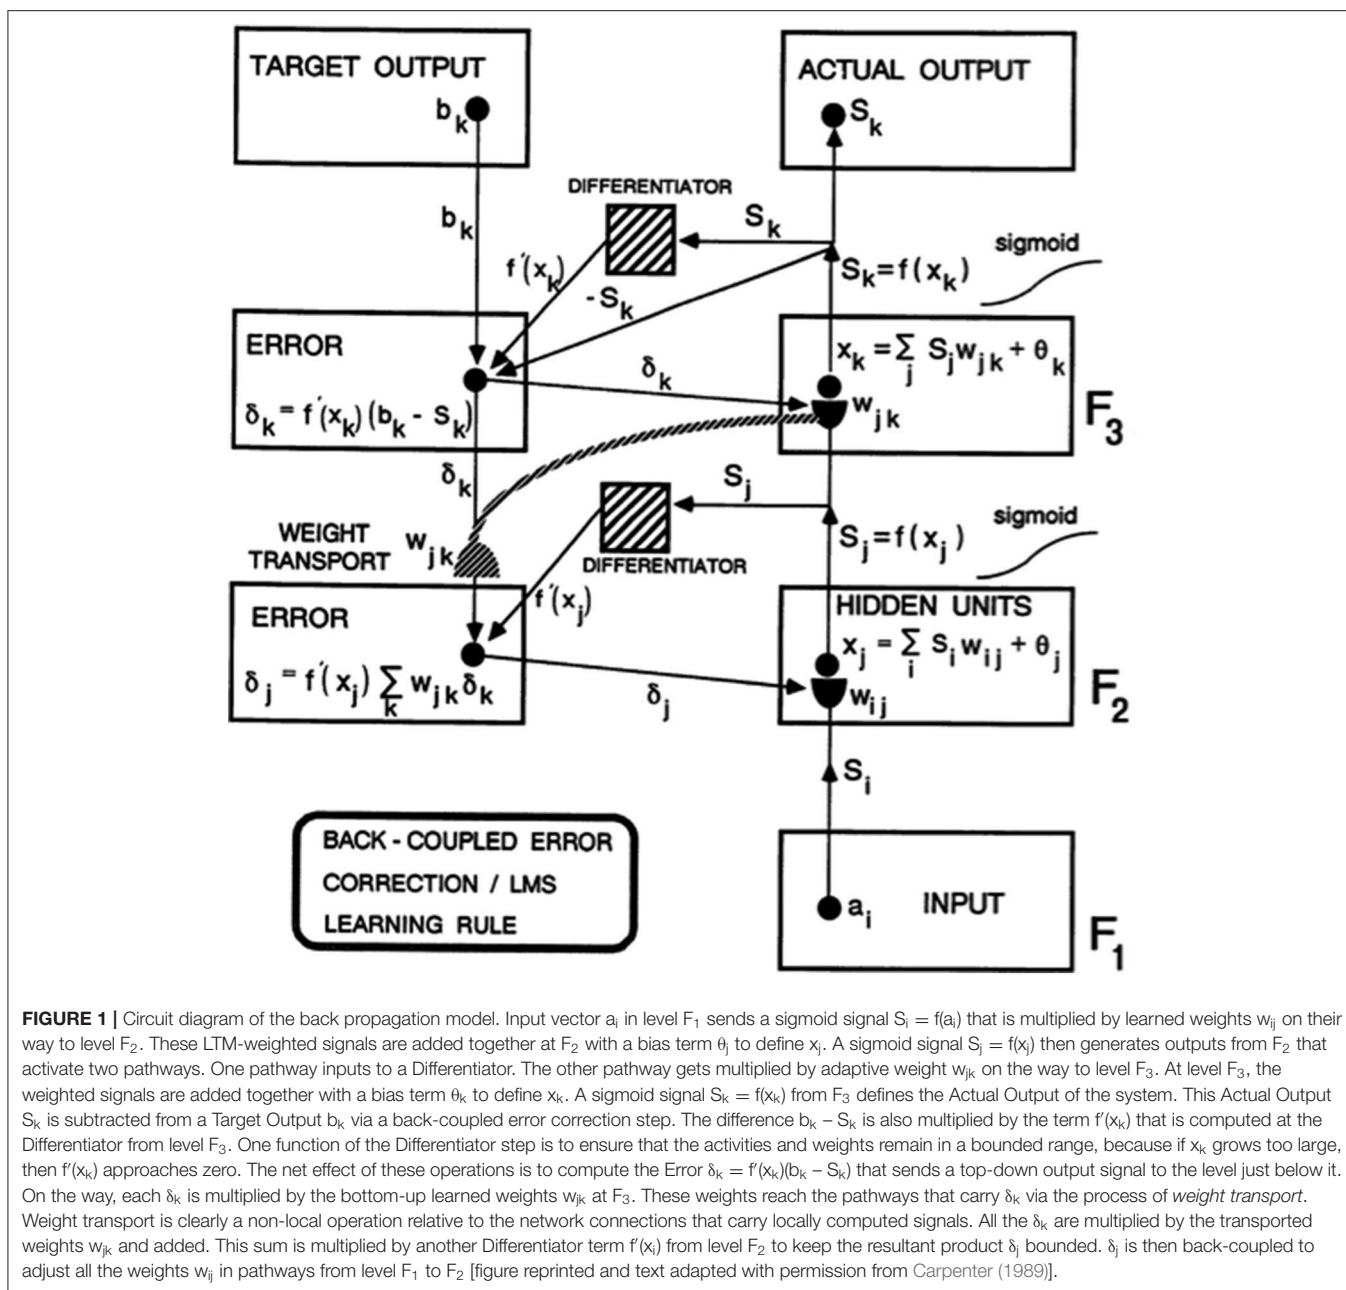 TARGET OUTPUT
b_k
ACTUAL OUTPUT
S_k
DIFFERENTIATOR
b_k
S_k
f′(x_k)
-S_k
S_k=f(x_k)
sigmoid
ERROR
δ_k = f′(x_k)(b_k - S_k)
δ_k
x_k = ∑_j S_j w_jk + θ_k
w_jk
F_3
δ_k
S_j
WEIGHT
TRANSPORT
w_jk
DIFFERENTIATOR
S_j=f(x_j)
sigmoid
f′(x_j)
ERROR
δ_j = f′(x_j) ∑_k w_jk δ_k
δ_j
HIDDEN UNITS
x_j = ∑_i S_i w_ij + θ_j
w_ij
F_2
S_i
BACK-COUPLED ERROR
CORRECTION / LMS
LEARNING RULE
a_i
INPUT
F_1
FIGURE 1 | Circuit diagram of the back propagation model. Input vector a_i in level F_1 sends a sigmoid signal S_i = f(a_i) that is multiplied by learned weights w_ij on their
way to level F_2. These LTM-weighted signals are added together at F_2 with a bias term θ_j to define x_j. A sigmoid signal S_j = f(x_j) then generates outputs from F_2 that
activate two pathways. One pathway inputs to a Differentiator. The other pathway gets multiplied by adaptive weight w_jk on the way to level F_3. At level F_3, the
weighted signals are added together with a bias term θ_k to define x_k. A sigmoid signal S_k = f(x_k) from F_3 defines the Actual Output of the system. This Actual Output
S_k is subtracted from a Target Output b_k via a back-coupled error correction step. The difference b_k – S_k is also multiplied by the term f′(x_k) that is computed at the
Differentiator from level F_3. One function of the Differentiator step is to ensure that the activities and weights remain in a bounded range, because if x_k grows too large,
then f′(x_k) approaches zero. The net effect of these operations is to compute the Error δ_k = f′(x_k)(b_k – S_k) that sends a top-down output signal to the level just below it.
On the way, each δ_k is multiplied by the bottom-up learned weights w_jk at F_3. These weights reach the pathways that carry δ_k via the process of weight transport.
Weight transport is clearly a non-local operation relative to the network connections that carry locally computed signals. All the δ_k are multiplied by the transported
weights w_jk and added. This sum is multiplied by another Differentiator term f′(x_i) from level F_2 to keep the resultant product δ_j bounded. δ_j is then back-coupled to
adjust all the weights w_ij in pathways from level F_1 to F_2 [figure reprinted and text adapted with permission from Carpenter (1989)].